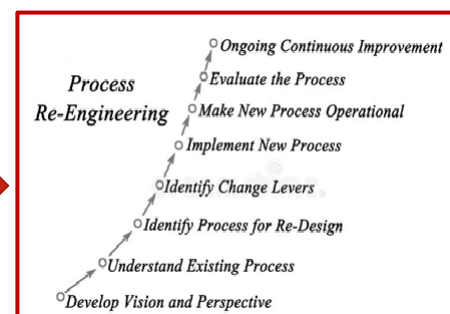 Process
Re-Engineering
Ongoing Continuous Improvement
Evaluate the Process
Make New Process Operational
Implement New Process
Identify Change Levers
Identify Process for Re-Design
Understand Existing Process
Develop Vision and Perspective